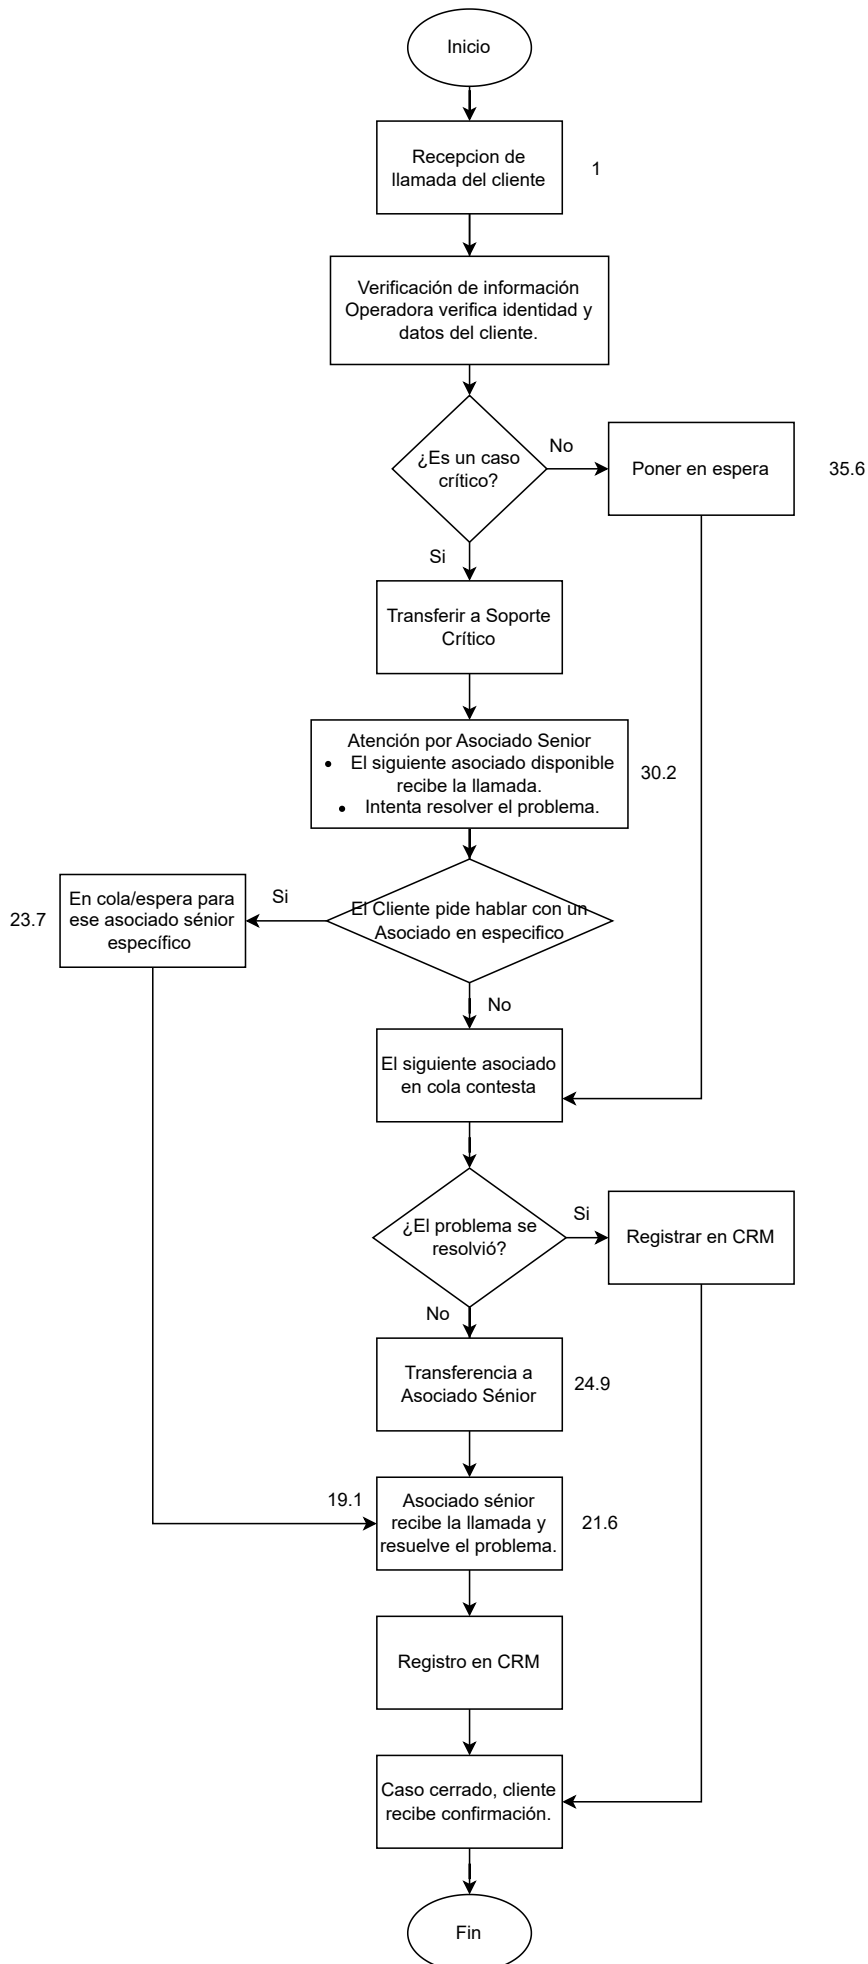 Inicio
Recepcion de
llamada del cliente
1
Verificación de información
Operadora verifica identidad y
datos del cliente.
¿Es un caso
crítico?
No
Poner en espera
35.6
Si
Transferir a Soporte
Crítico
Atención por Asociado Senior
• El siguiente asociado disponible
recibe la llamada.
• Intenta resolver el problema.
30.2
El Cliente pide hablar con un
Asociado en especifico
Si
En cola/espera para
ese asociado sénior
específico
23.7
No
El siguiente asociado
en cola contesta
¿El problema se
resolvió?
Si
Registrar en CRM
No
Transferencia a
Asociado Sénior
24.9
19.1
Asociado sénior
recibe la llamada y
resuelve el problema.
21.6
Registro en CRM
Caso cerrado, cliente
recibe confirmación.
Fin